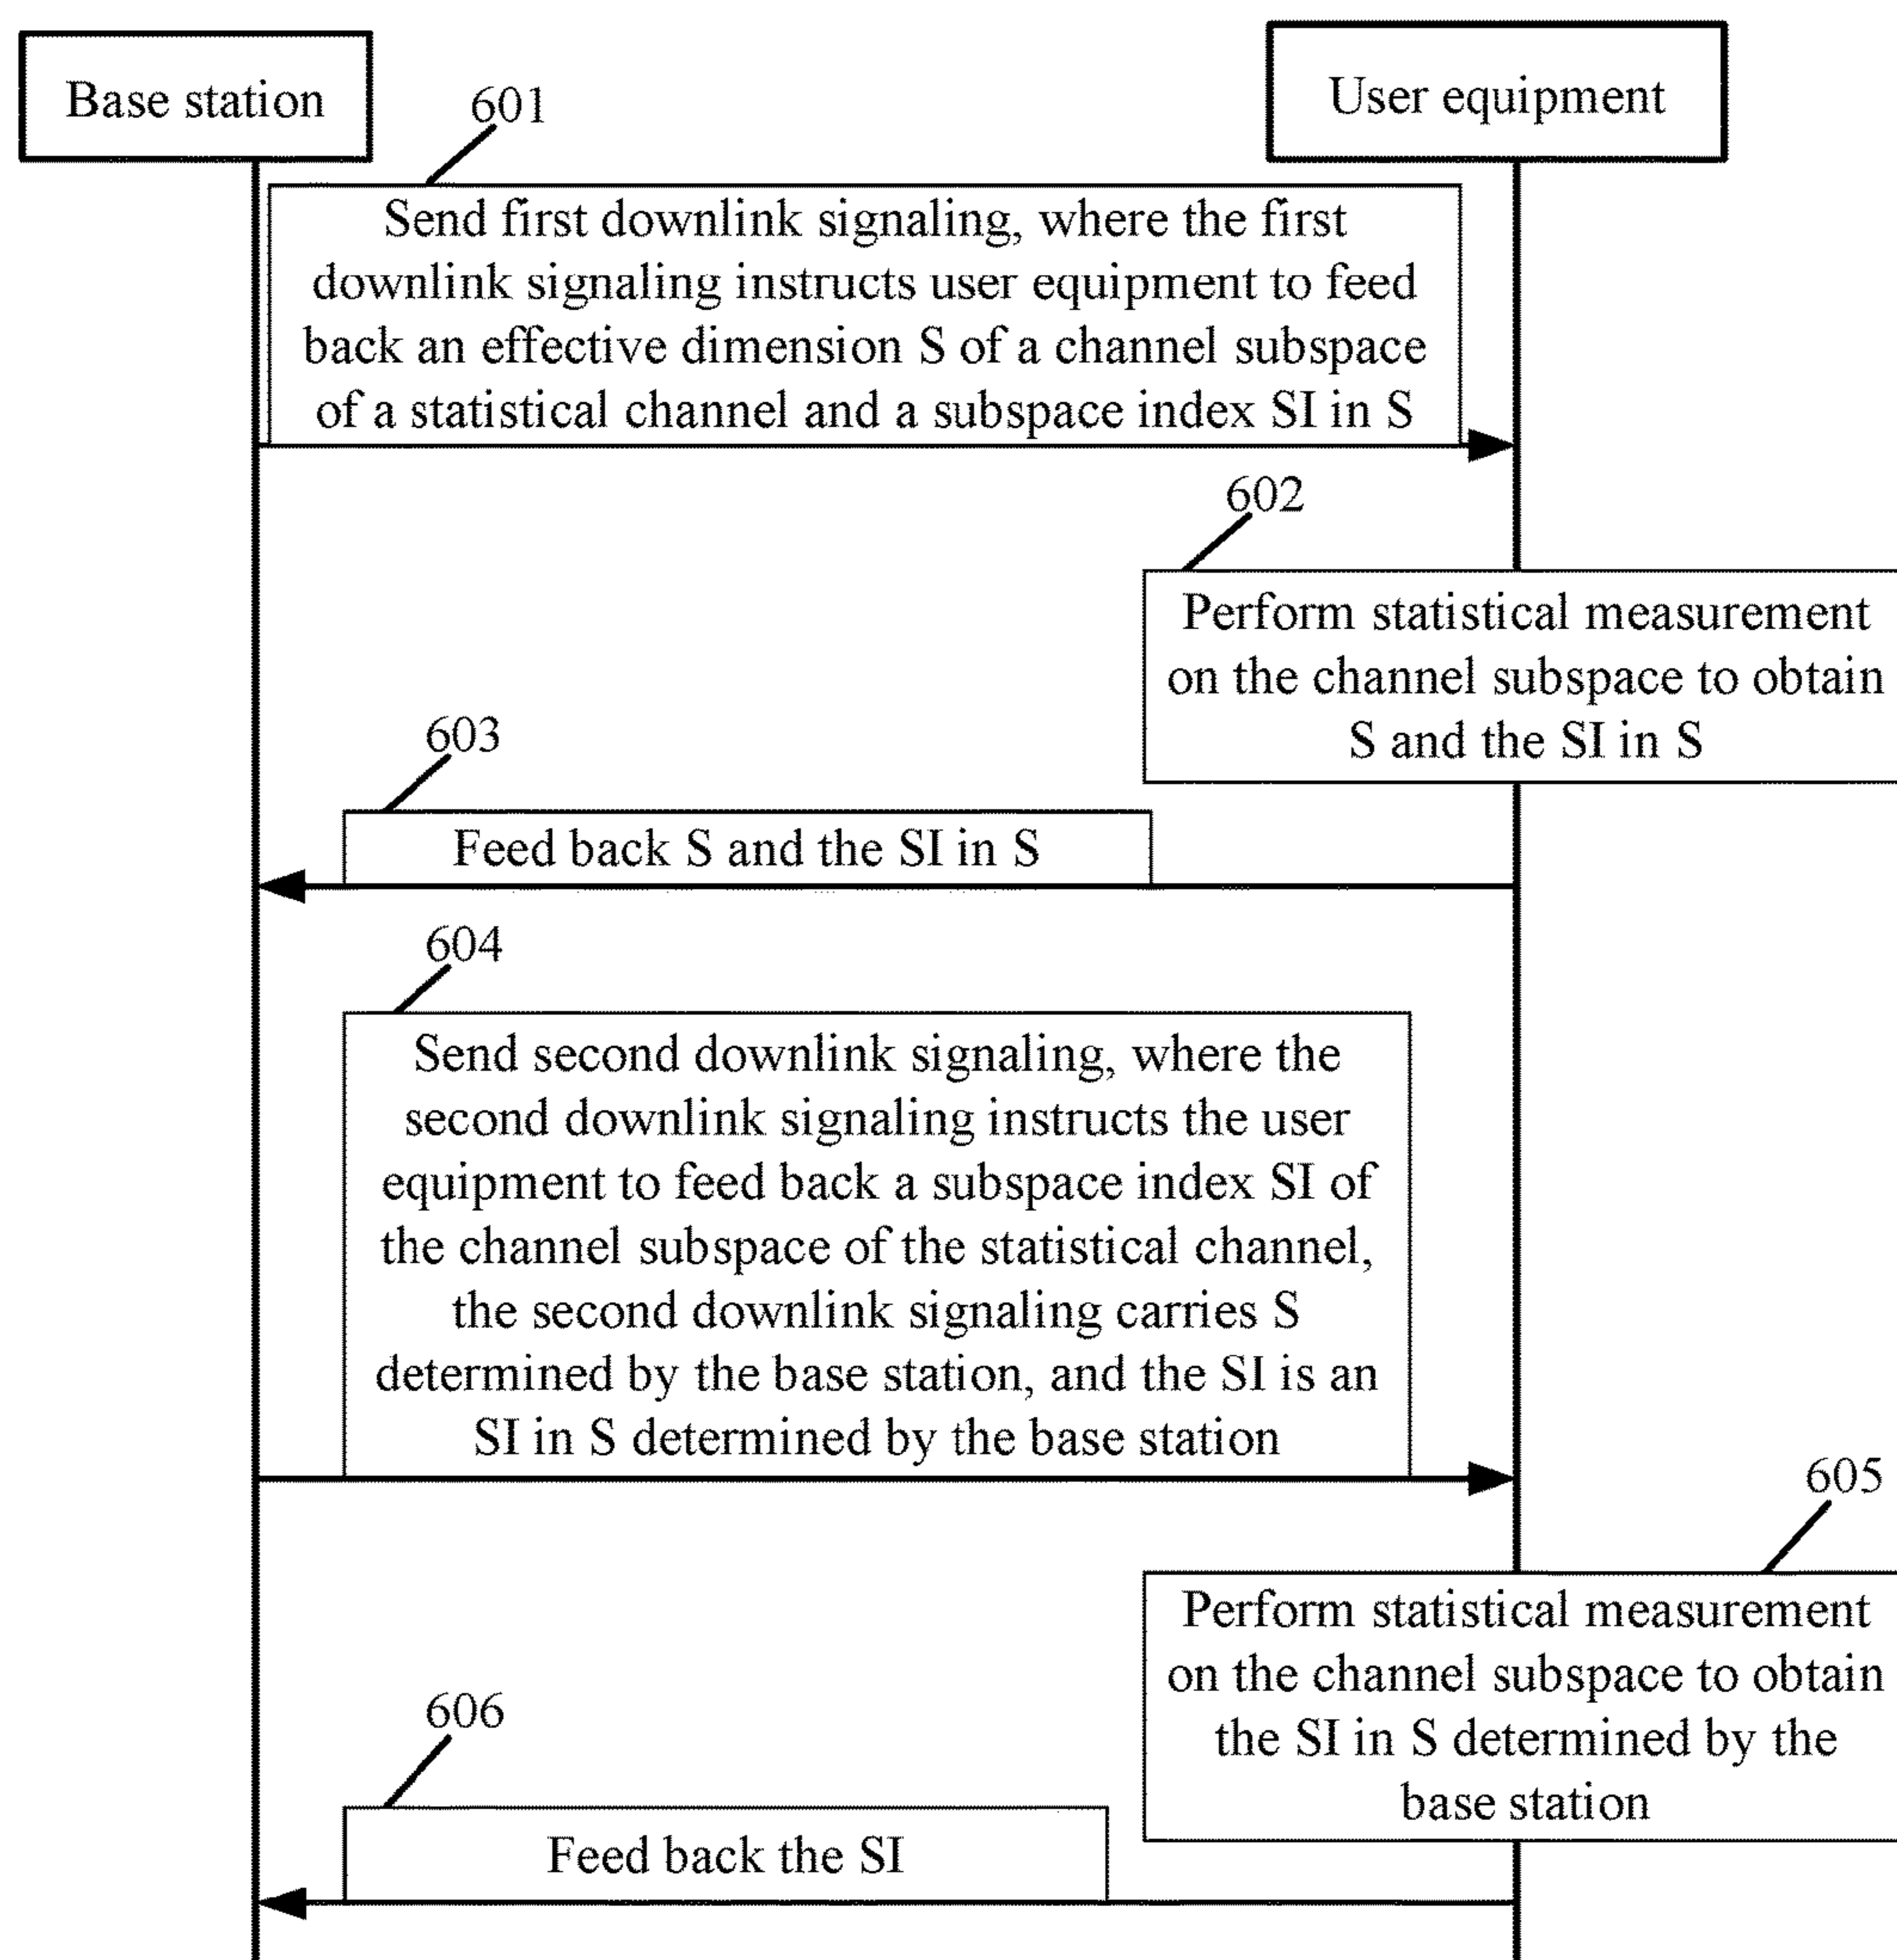 Base station
User equipment
601
Send first downlink signaling, where the first
downlink signaling instructs user equipment to feed
back an effective dimension S of a channel subspace
of a statistical channel and a subspace index SI in S
602
Perform statistical measurement
on the channel subspace to obtain
S and the SI in S
603
Feed back S and the SI in S
604
Send second downlink signaling, where the
second downlink signaling instructs the user
equipment to feed back a subspace index SI of
the channel subspace of the statistical channel,
the second downlink signaling carries S
determined by the base station, and the SI is an
SI in S determined by the base station
605
Perform statistical measurement
on the channel subspace to obtain
the SI in S determined by the
base station
606
Feed back the SI